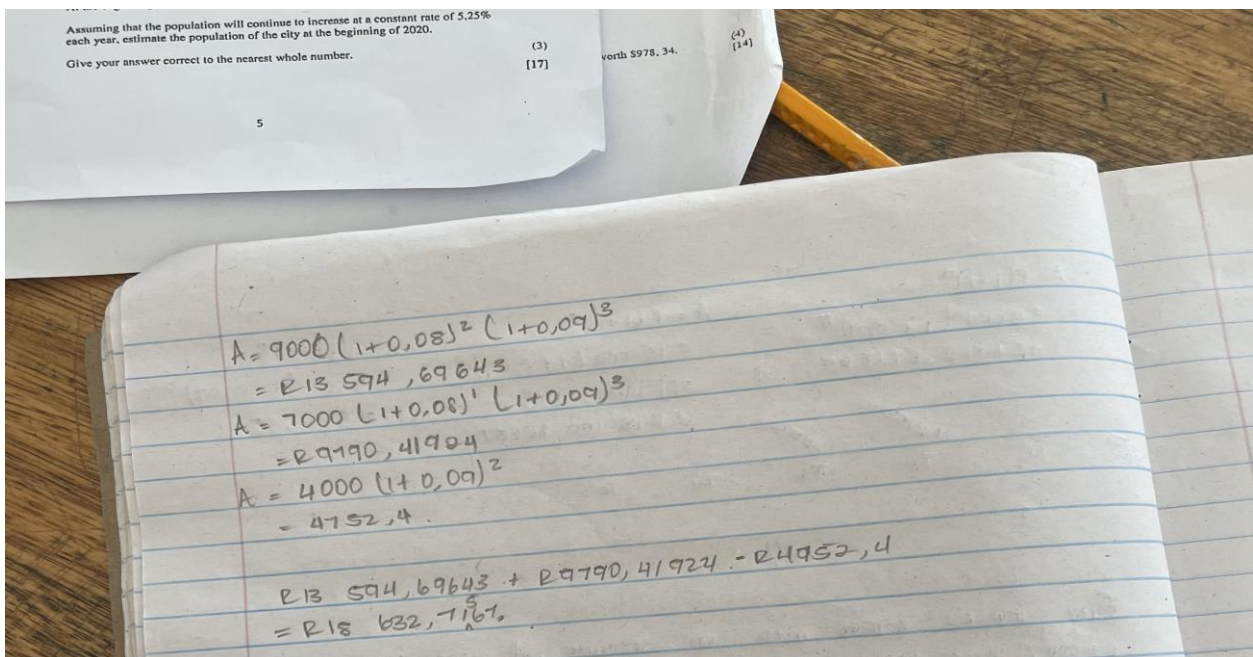 Assuming that the population will continue to increase at a constant rate of 5.25%
each year, estimate the population of the city at the beginning of 2020.
Give your answer correct to the nearest whole number.
(3)
[17]
5
worth $978, 34.
(4)
[14]
A = 9000 (1+0,08)² (1+0,09)³
= R13 594,69643
A = 7000 (1+0,08)¹ (1+0,09)³
= R9790,41904
A = 4000 (1+0,09)²
= 4752,4.
R13 594,69643 + R9790,41924 - R4952,4
= R18 632,71567.